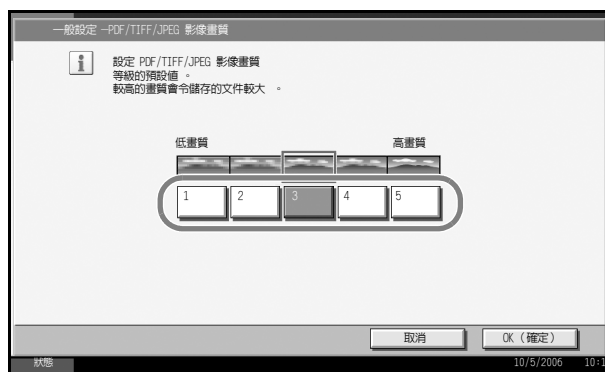 一般設定 -PDF/TIFF/JPEG 影像畫質
設定 PDF/TIFF/JPEG 影像畫質
等級的預設值 。
較高的畫質會令儲存的文件較大 。
低畫質 高畫質
1 2 3 4 5
取消 OK (確定)
狀態 10/5/2006 10:1